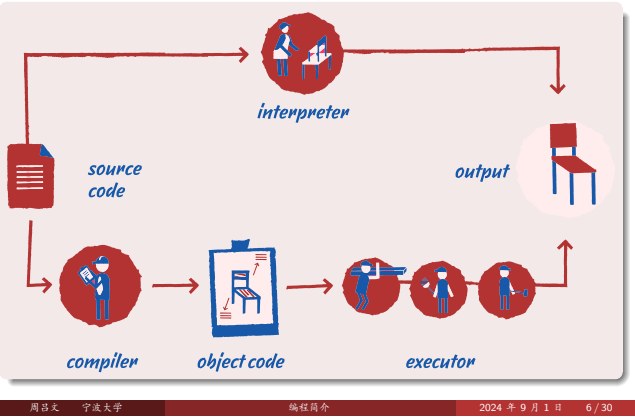 interpreter
source
code
output
compiler
object code
executor
周吕文 宁波大学
编程简介
2024 年 9 月 1 日 6 / 30